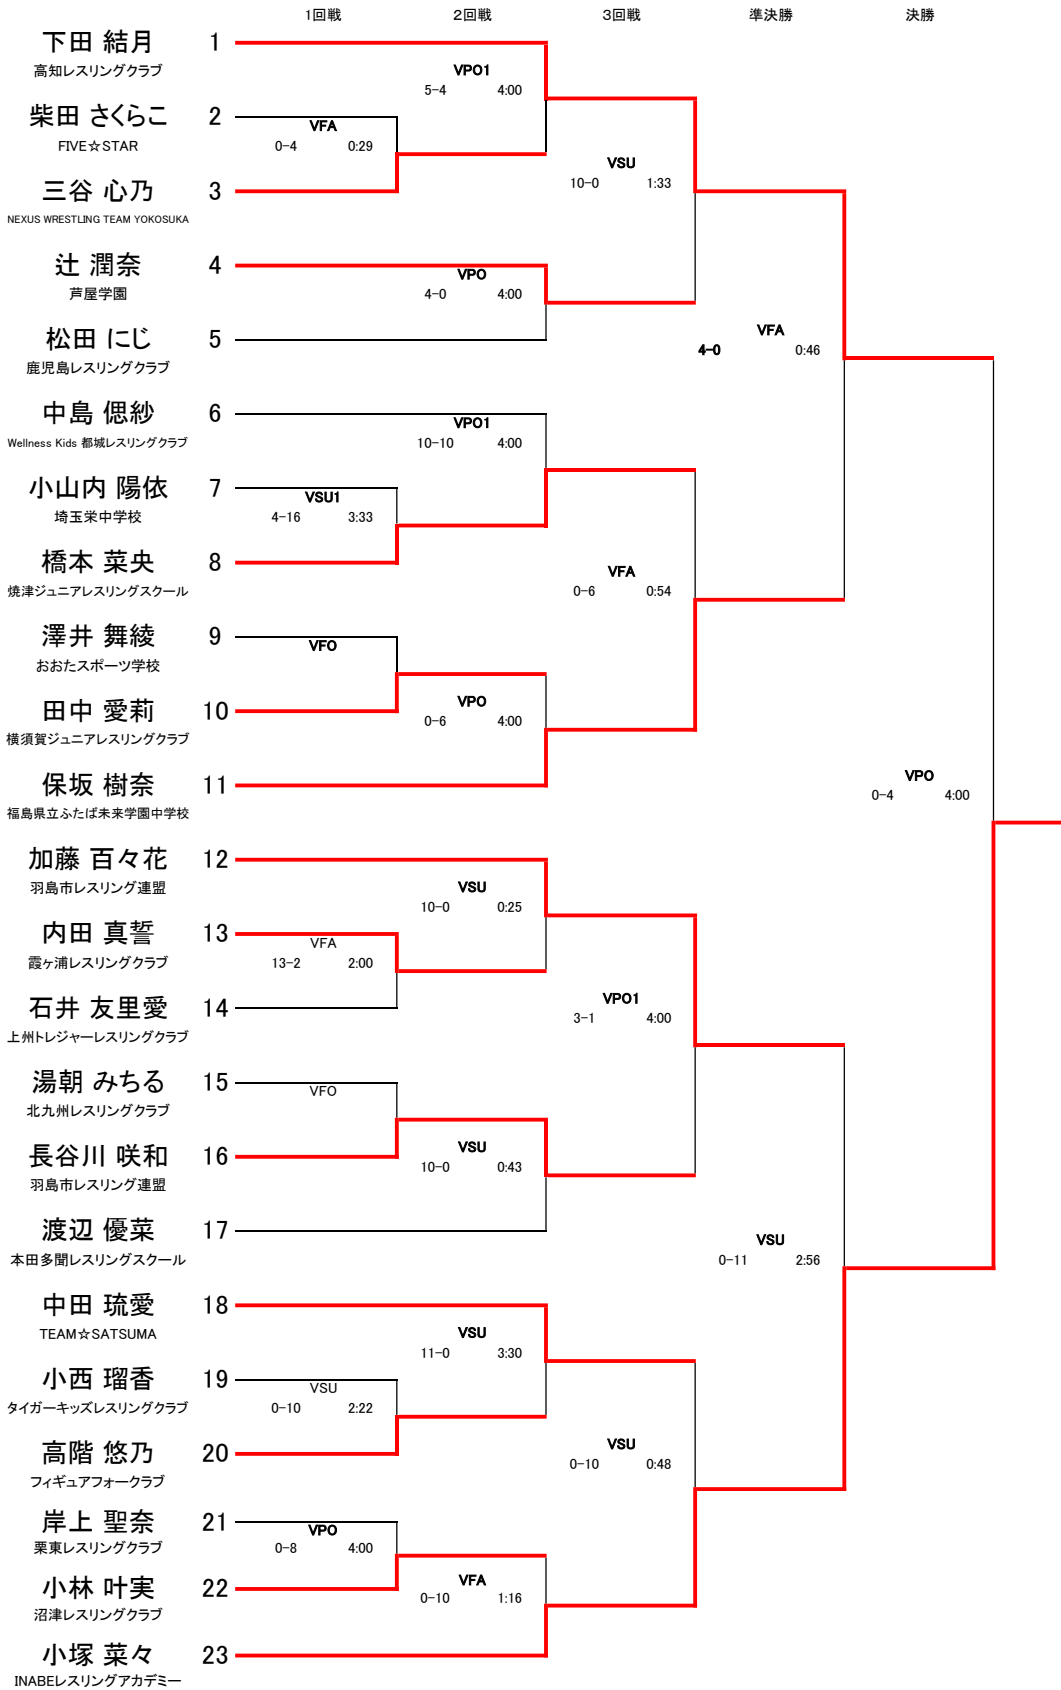 1回戦 2回戦 3回戦 準決勝 決勝
下田 結月 1
高知レスリングクラブ
VPO1
5-4 4:00
柴田 さくらこ 2
FIVE☆STAR
VFA
0-4 0:29
VSU
10-0 1:33
三谷 心乃 3
NEXUS WRESTLING TEAM YOKOSUKA
辻 潤奈 4
芦屋学園
VPO
4-0 4:00
松田 にじ 5
鹿児島レスリングクラブ
VFA
4-0 0:46
中島 偲紗 6
Wellness Kids 都城レスリングクラブ
VPO1
10-10 4:00
小山内 陽依 7
埼玉栄中学校
VSU1
4-16 3:33
橋本 菜央 8
焼津ジュニアレスリングスクール
VFA
0-6 0:54
澤井 舞綾 9
おおたスポーツ学校
VFO
田中 愛莉 10
横須賀ジュニアレスリングクラブ
VPO
0-6 4:00
保坂 樹奈 11
福島県立ふたば未来学園中学校
VPO
0-4 4:00
加藤 百々花 12
羽島市レスリング連盟
VSU
10-0 0:25
内田 真誓 13
霞ヶ浦レスリングクラブ
VFA
13-2 2:00
石井 友里愛 14
上州トレジャーレスリングクラブ
VPO1
3-1 4:00
湯朝 みちる 15
北九州レスリングクラブ
VFO
長谷川 咲和 16
羽島市レスリング連盟
VSU
10-0 0:43
渡辺 優菜 17
本田多聞レスリングスクール
VSU
0-11 2:56
中田 琉愛 18
TEAM☆SATSUMA
VSU
11-0 3:30
小西 瑠香 19
タイガーキッズレスリングクラブ
VSU
0-10 2:22
高階 悠乃 20
フィギュアフォークラブ
VSU
0-10 0:48
岸上 聖奈 21
栗東レスリングクラブ
VPO
0-8 4:00
小林 叶実 22
沼津レスリングクラブ
VFA
0-10 1:16
小塚 菜々 23
INABEレスリングアカデミー